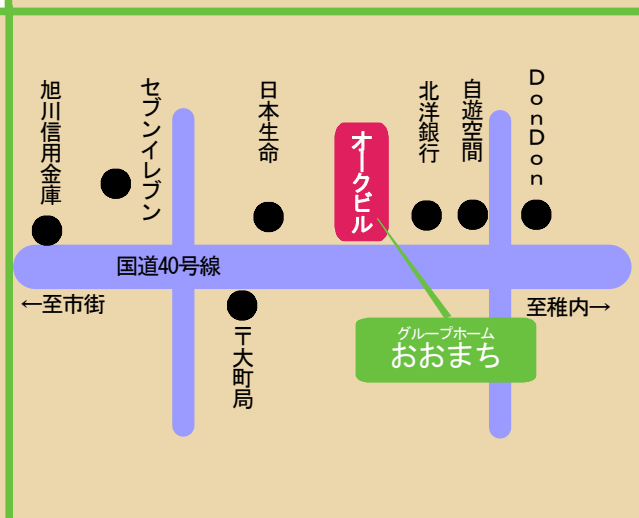 旭川信用金庫
セブンイレブン
日本生命
オークビル
北洋銀行
自遊空間
DonDon
国道40号線
←至市街
至稚内→
〒大町局
グループホーム
おおまち